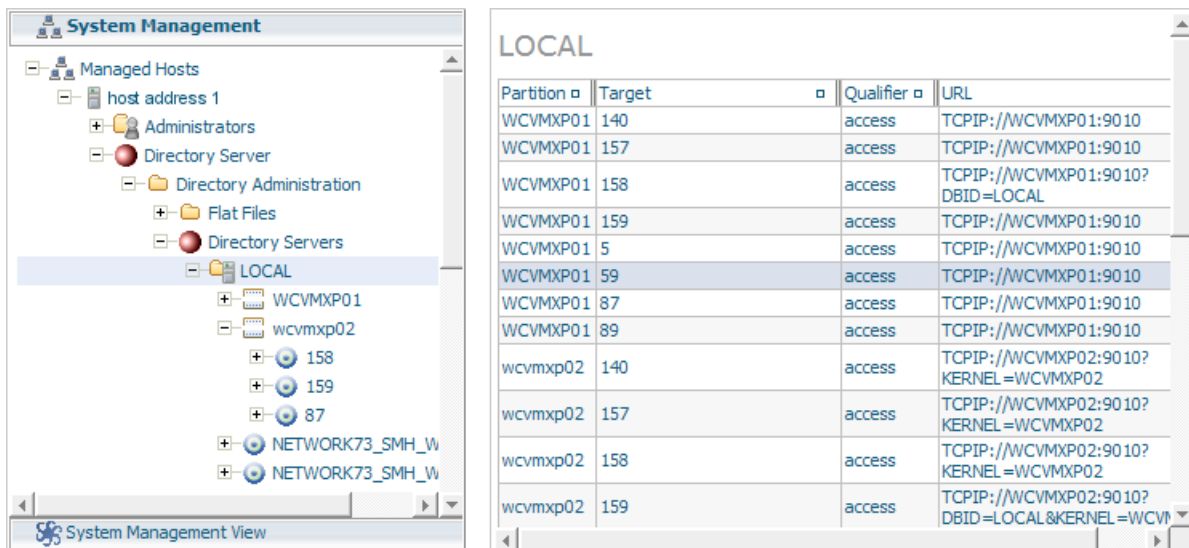 System Management
Managed Hosts
host address 1
Administrators
Directory Server
Directory Administration
Flat Files
Directory Servers
LOCAL
WCVMXP01
wcvmxp02
158
159
87
NETWORK73_SMH_W
NETWORK73_SMH_W
System Management View
LOCAL
Partition Target Qualifier URL
WCVMXP01 140 access TCPIP://WCVMXP01:9010
WCVMXP01 157 access TCPIP://WCVMXP01:9010
WCVMXP01 158 access TCPIP://WCVMXP01:9010?
DBID=LOCAL
WCVMXP01 159 access TCPIP://WCVMXP01:9010
WCVMXP01 5 access TCPIP://WCVMXP01:9010
WCVMXP01 59 access TCPIP://WCVMXP01:9010
WCVMXP01 87 access TCPIP://WCVMXP01:9010
WCVMXP01 89 access TCPIP://WCVMXP01:9010
wcvmxp02 140 access TCPIP://WCVMXP02:9010?
KERNEL=WCVMXP02
wcvmxp02 157 access TCPIP://WCVMXP02:9010?
KERNEL=WCVMXP02
wcvmxp02 158 access TCPIP://WCVMXP02:9010?
KERNEL=WCVMXP02
wcvmxp02 159 access TCPIP://WCVMXP02:9010?
DBID=LOCAL&KERNEL=WCVM